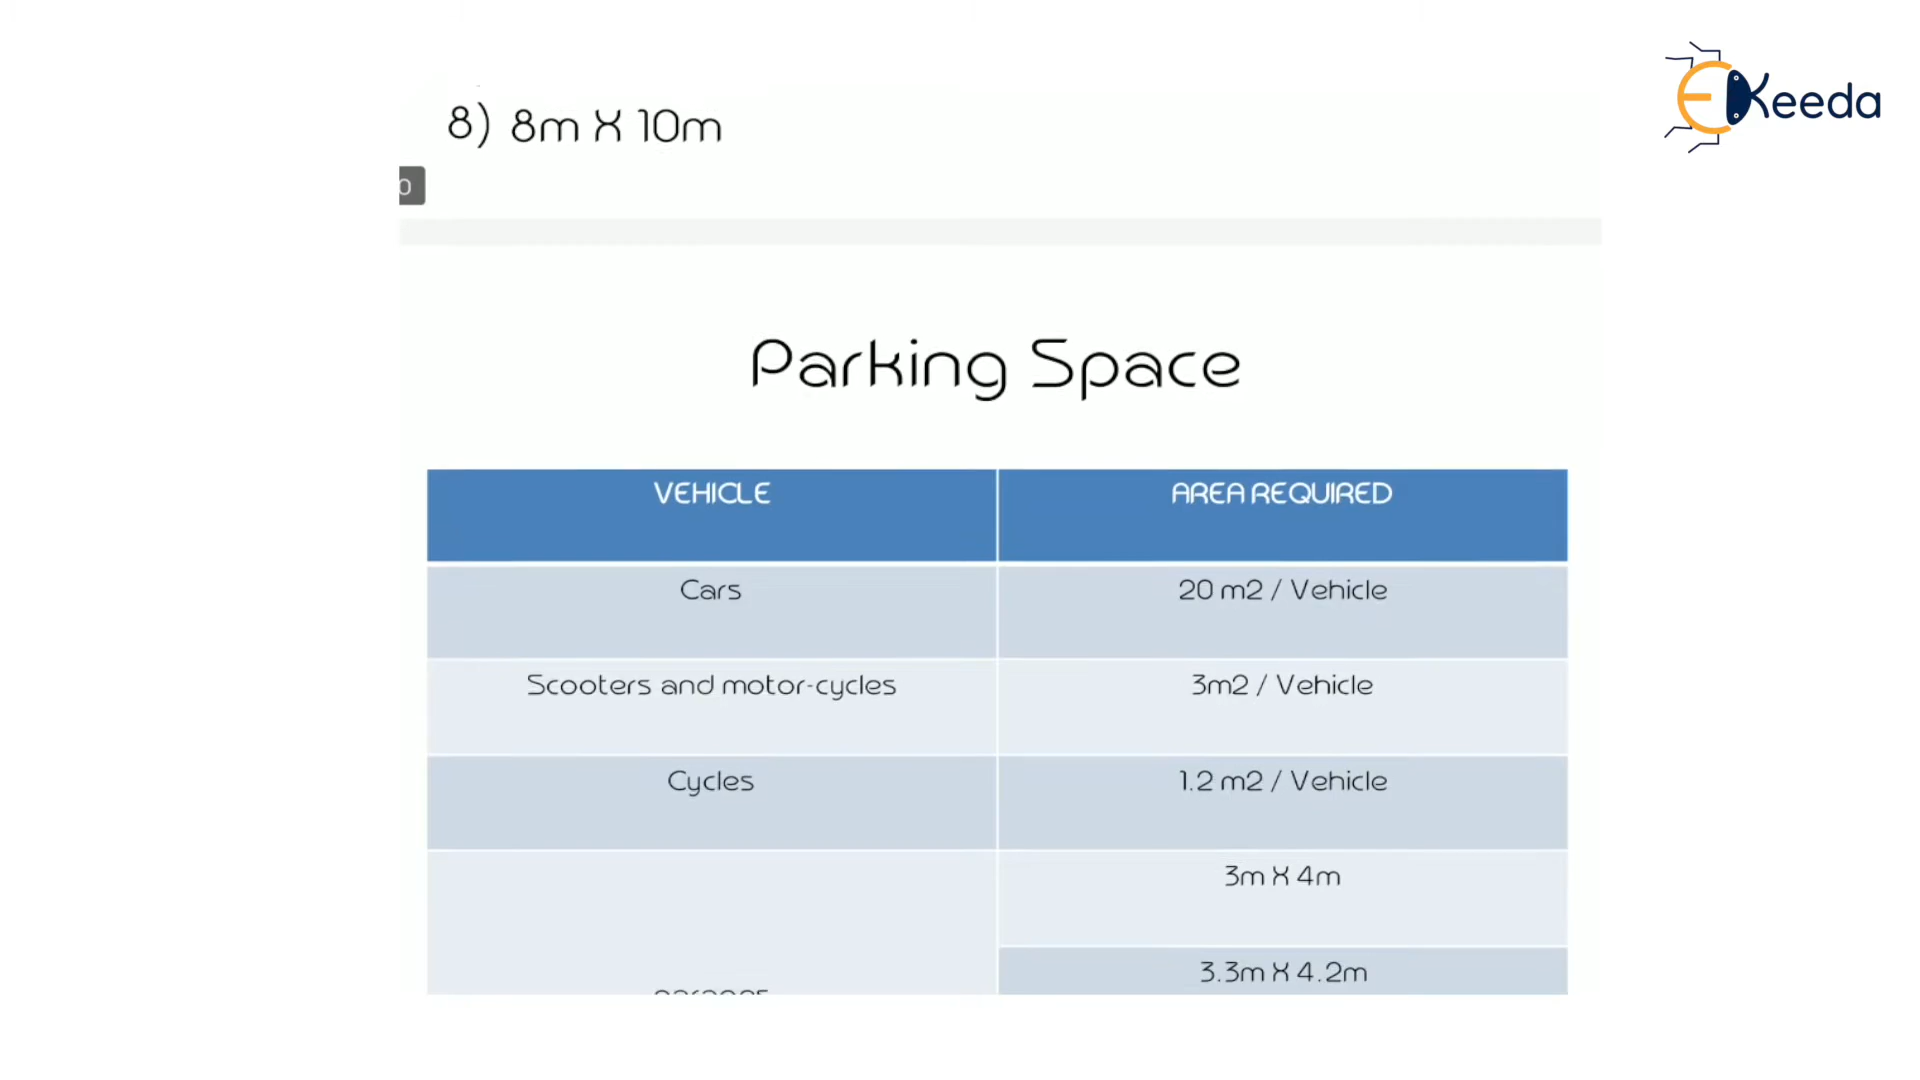 EKeeda
8) 8m X 10m
Parking Space
VEHICLE AREA REQUIRED
Cars 20 m2 / Vehicle
Scooters and motor-cycles 3m2 / Vehicle
Cycles 1.2 m2 / Vehicle
3m X 4m
3.3m X 4.2m